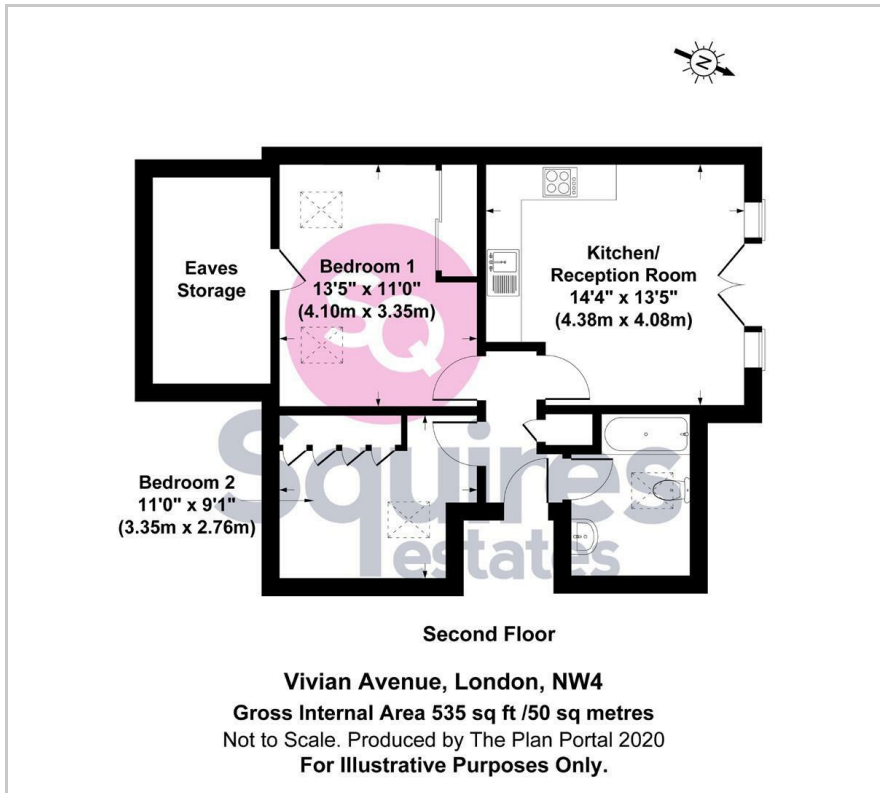 N
Eaves
Storage
Bedroom 1
13'5" x 11'0"
(4.10m x 3.35m)
Kitchen/
Reception Room
14'4" x 13'5"
(4.38m x 4.08m)
SQ
Squires
estates
Bedroom 2
11'0" x 9'1"
(3.35m x 2.76m)
Second Floor
Vivian Avenue, London, NW4
Gross Internal Area 535 sq ft /50 sq metres
Not to Scale. Produced by The Plan Portal 2020
For Illustrative Purposes Only.